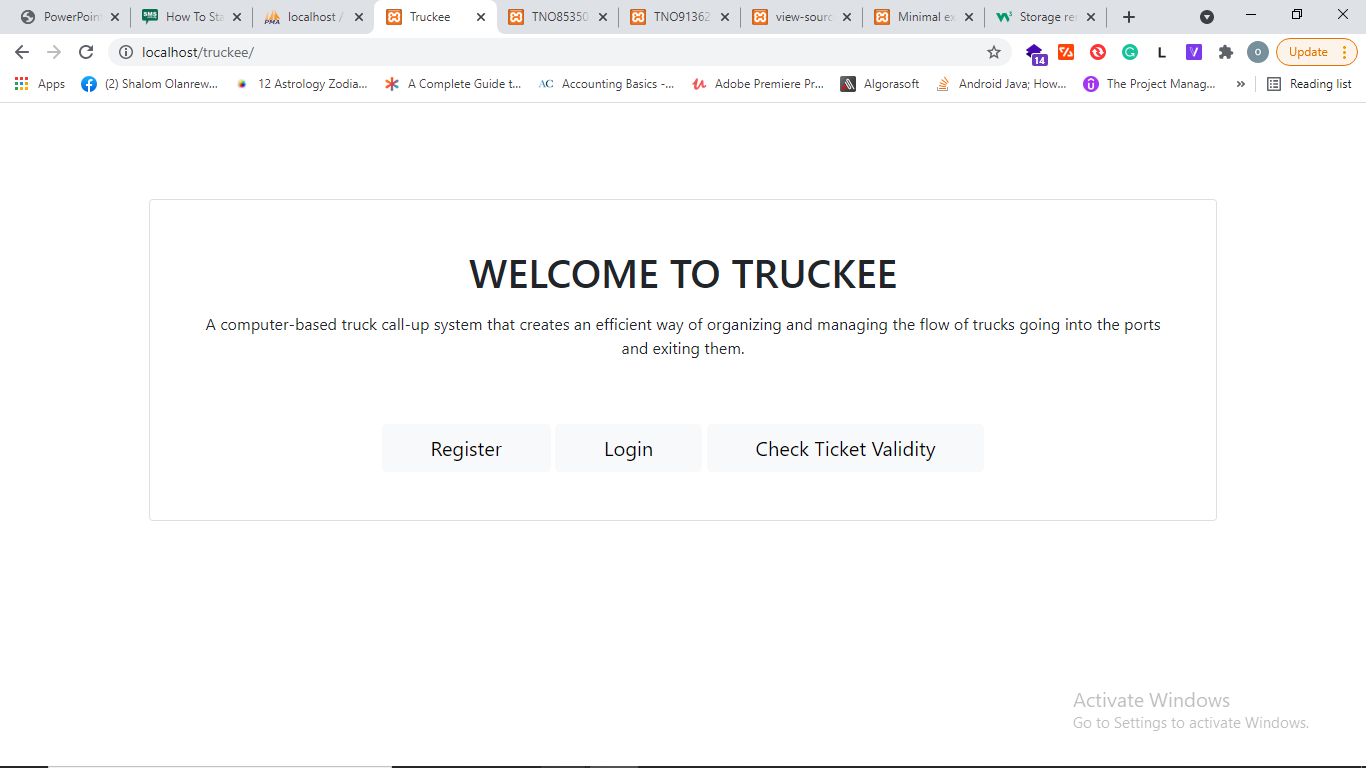 PowerPoin
How To Sta
localhost /
Truckee
TNO85350
TNO91362
view-sourc
Minimal ex
Storage re
localhost/truckee/
14
L
V
o
Update
Apps
(2) Shalom Olanrew...
12 Astrology Zodia...
A Complete Guide t...
AC
Accounting Basics -...
Adobe Premiere Pr...
Algorasoft
Android Java; How...
The Project Manag...
»
Reading list
WELCOME TO TRUCKEE
A computer-based truck call-up system that creates an efficient way of organizing and managing the flow of trucks going into the ports
and exiting them.
Register
Login
Check Ticket Validity
Activate Windows
Go to Settings to activate Windows.